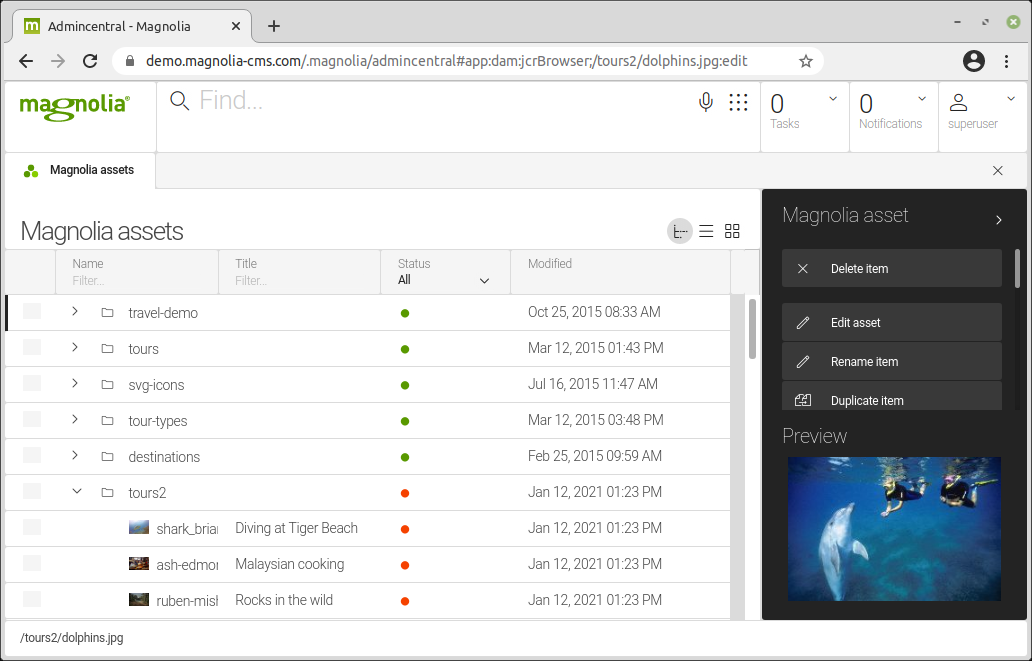 Admincentral - Magnolia
demo.magnolia-cms.com/.magnolia/admincentral#app:dam:jcrBrowser;/tours2/dolphins.jpg:edit
magnolia®
Find...
0
Tasks
0
Notifications
superuser
Magnolia assets
Magnolia assets
Name Title Status Modified
Filter... Filter... All
travel-demo Oct 25, 2015 08:33 AM
tours Mar 12, 2015 01:43 PM
svg-icons Jul 16, 2015 11:47 AM
tour-types Mar 12, 2015 03:48 PM
destinations Feb 25, 2015 09:59 AM
tours2 Jan 12, 2021 01:23 PM
shark_brian Diving at Tiger Beach Jan 12, 2021 01:23 PM
ash-edmon Malaysian cooking Jan 12, 2021 01:23 PM
ruben-mish Rocks in the wild Jan 12, 2021 01:23 PM
Magnolia asset
Delete item
Edit asset
Rename item
Duplicate item
Preview
/tours2/dolphins.jpg